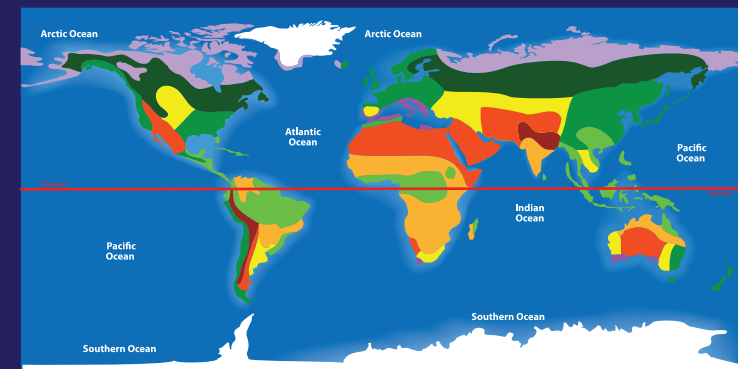 Arctic Ocean
Arctic Ocean
Atlantic
Ocean
Pacific
Ocean
Indian
Ocean
Pacific
Ocean
Southern Ocean
Southern Ocean